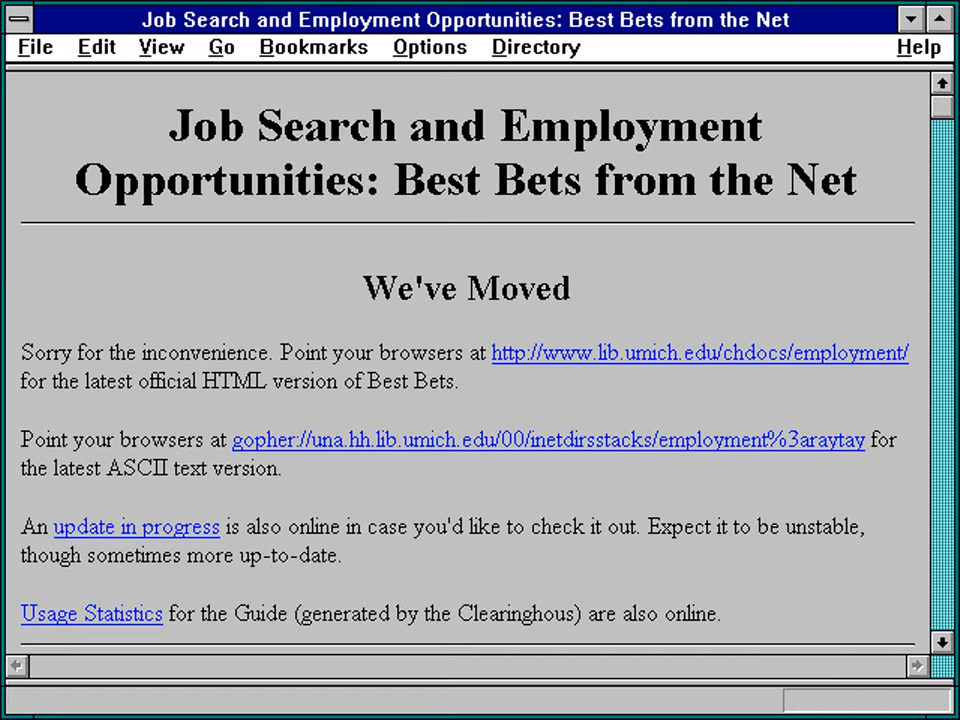 Job Search and Employment Opportunities: Best Bets from the Net
File Edit View Go Bookmarks Options Directory Help
Job Search and Employment
Opportunities: Best Bets from the Net
We've Moved
Sorry for the inconvenience. Point your browsers at http://www.lib.umich.edu/chdocs/employment/
for the latest official HTML version of Best Bets.
Point your browsers at gopher://una.hh.lib.umich.edu/00/inetdirsstacks/employment%3araytay for
the latest ASCII text version.
An update in progress is also online in case you'd like to check it out. Expect it to be unstable,
though sometimes more up-to-date.
Usage Statistics for the Guide (generated by the Clearinghous) are also online.